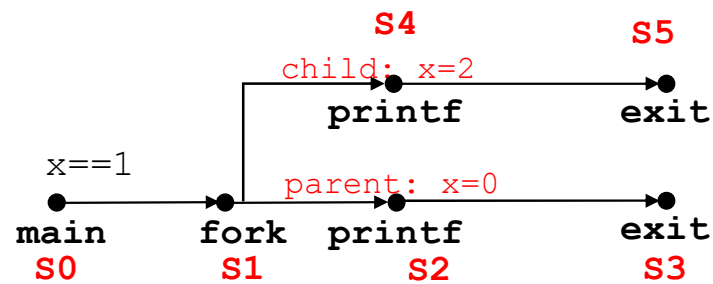 S4 S5
child: x=2
printf exit
x==1
parent: x=0
main fork printf exit
S0 S1 S2 S3